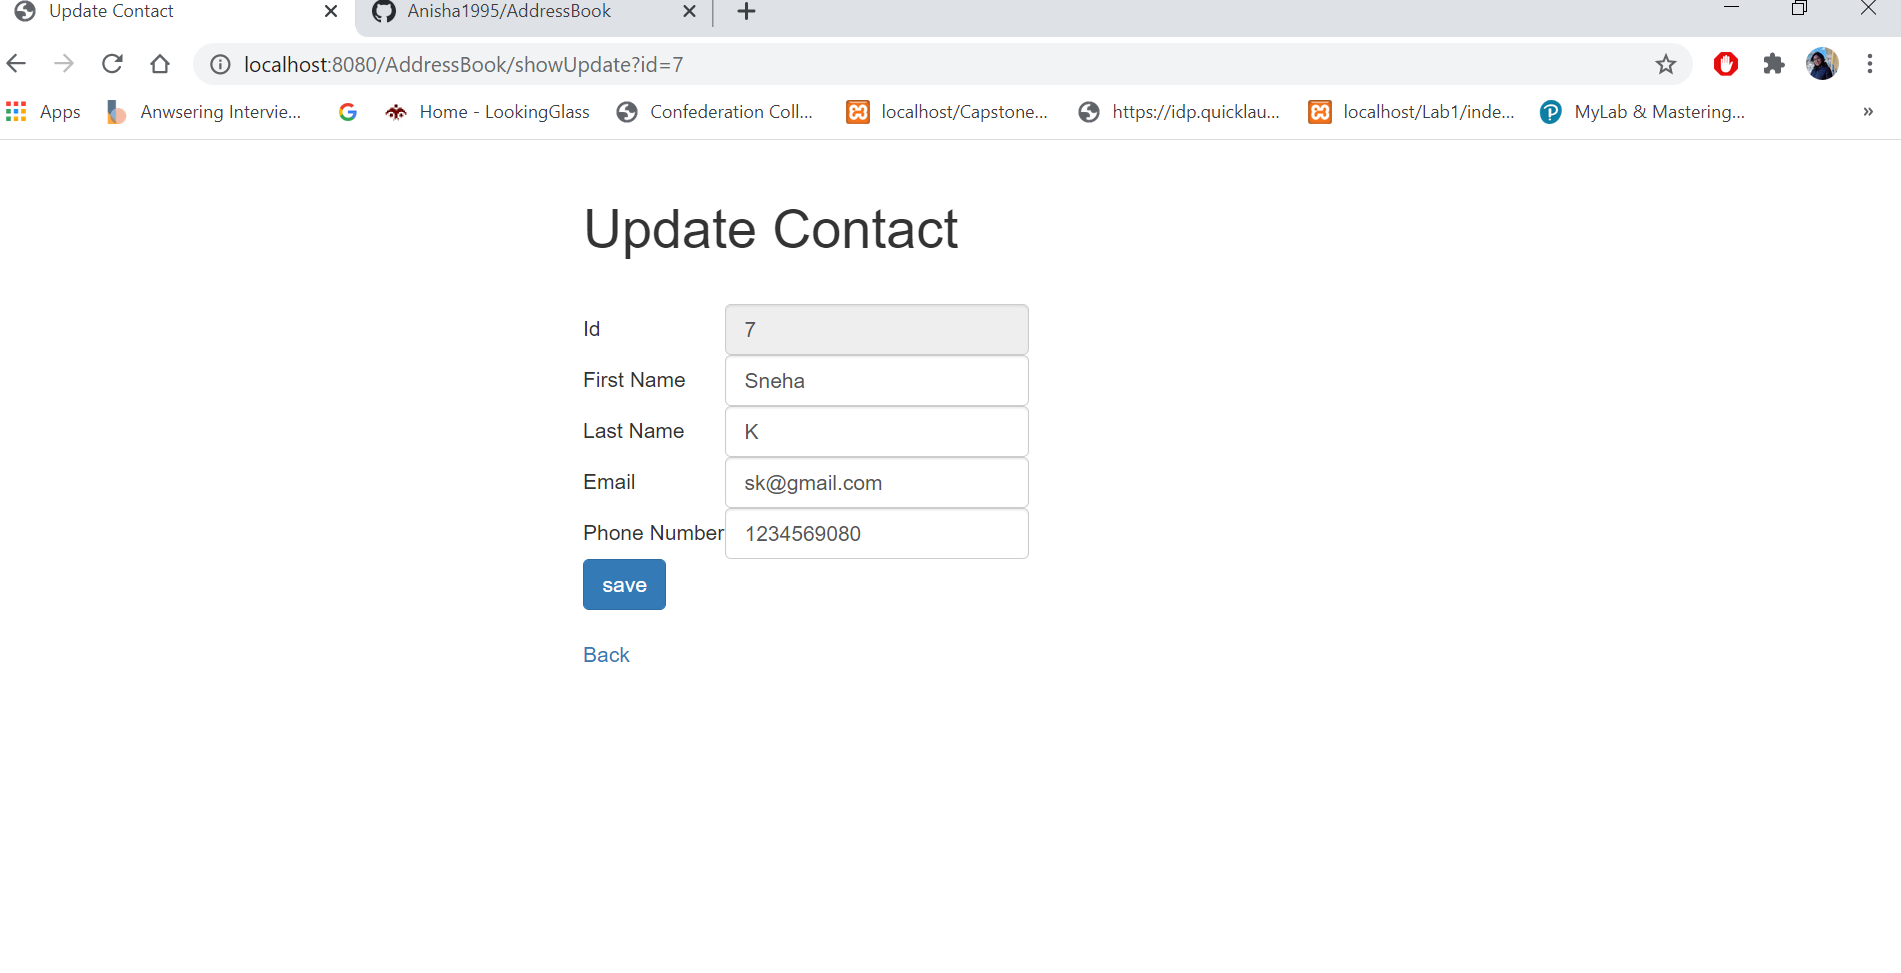 Update Contact
Anisha1995/AddressBook
localhost:8080/AddressBook/showUpdate?id=7
Apps Anwsering Intervie... Home - LookingGlass Confederation Coll... localhost/Capstone... https://idp.quicklau... localhost/Lab1/inde... MyLab & Mastering... »
Update Contact
Id 7
First Name Sneha
Last Name K
Email sk@gmail.com
Phone Number 1234569080
save
Back